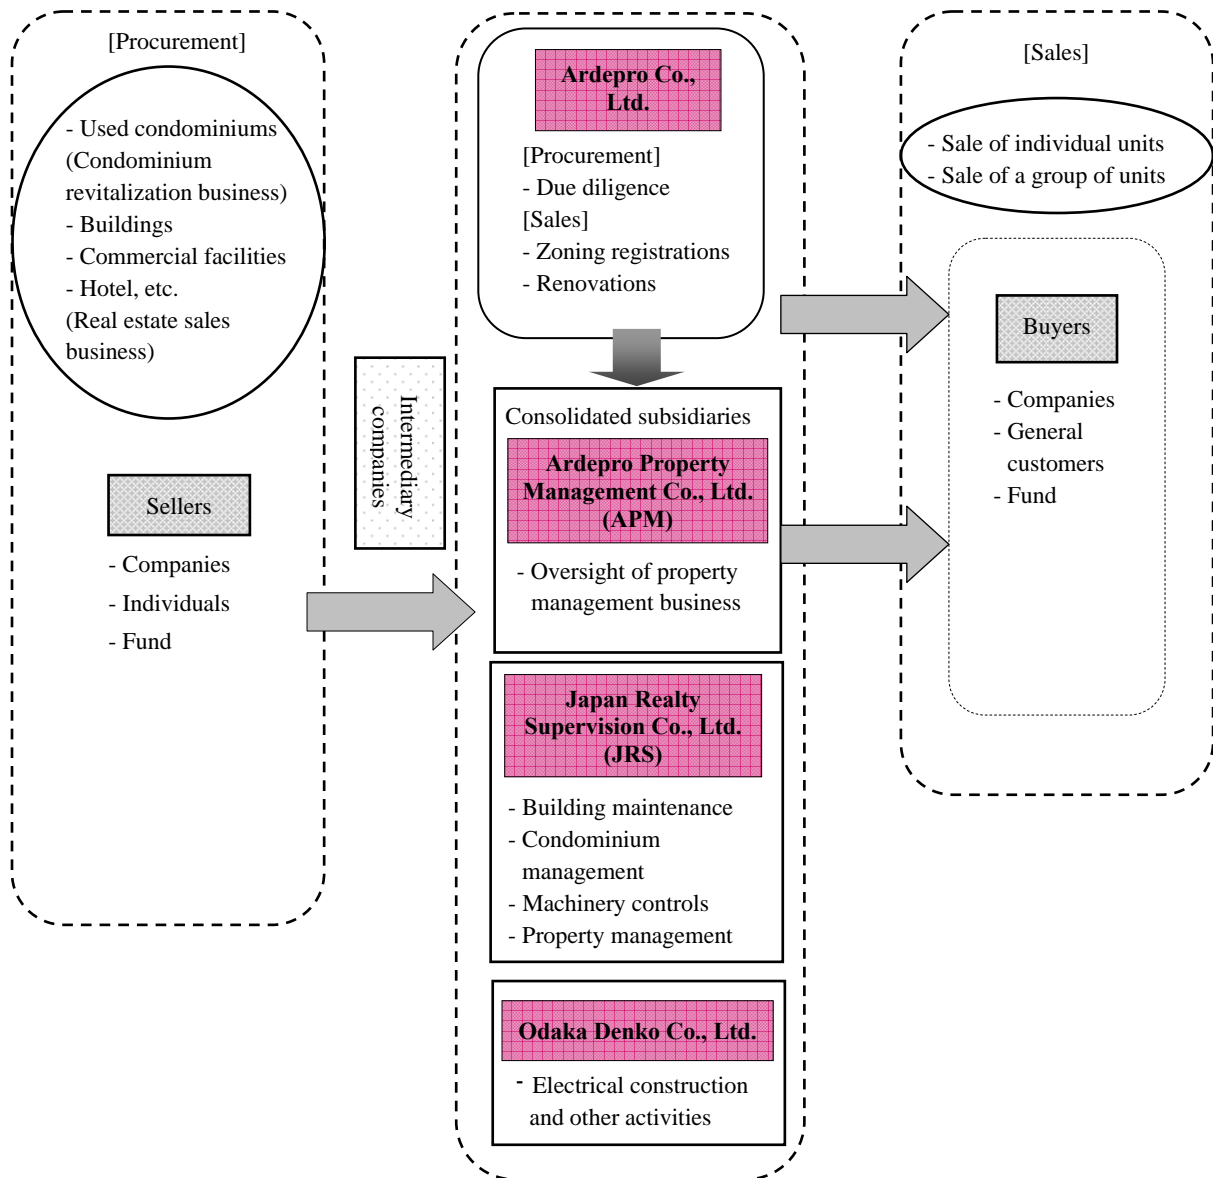 [Procurement]
- Used condominiums
(Condominium
revitalization business)
- Buildings
- Commercial facilities
- Hotel, etc.
(Real estate sales
business)
Sellers
- Companies
- Individuals
- Fund
Intermediary
companies
Ardepro Co.,
Ltd.
[Procurement]
- Due diligence
[Sales]
- Zoning registrations
- Renovations
Consolidated subsidiaries
Ardepro Property
Management Co., Ltd.
(APM)
- Oversight of property
management business
Japan Realty
Supervision Co., Ltd.
(JRS)
- Building maintenance
- Condominium
management
- Machinery controls
- Property management
Odaka Denko Co., Ltd.
- Electrical construction
and other activities
[Sales]
- Sale of individual units
- Sale of a group of units
Buyers
- Companies
- General
customers
- Fund